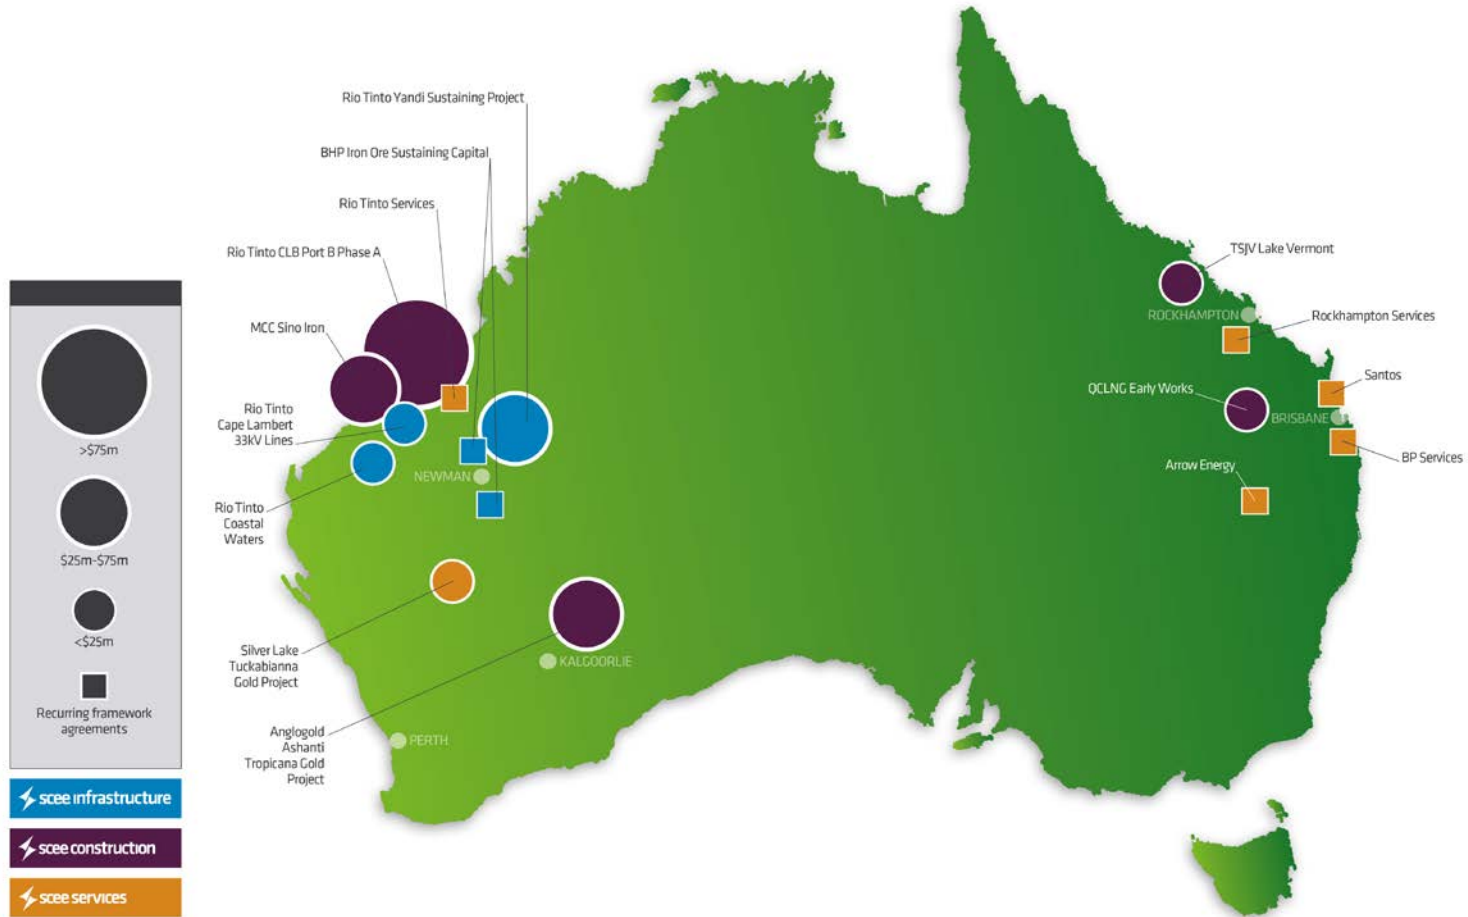 Rio Tinto Yandi Sustaining Project
BHP Iron Ore Sustaining Capital
Rio Tinto Services
Rio Tinto CLB Port B Phase A
MCC Sino Iron
Rio Tinto
Cape Lambert
33kV Lines
NEWMAN
Rio Tinto
Coastal
Waters
Silver Lake
Tuckabianna
Gold Project
KALGOORLIE
Anglogold
Ashanti
Tropicana Gold
Project
PERTH
TSJV Lake Vermont
ROCKHAMPTON
Rockhampton Services
Santos
QCLNG Early Works
BRISBANE
BP Services
Arrow Energy
>$75m
$25m-$75m
<$25m
Recurring framework
agreements
scee infrastructure
scee construction
scee services